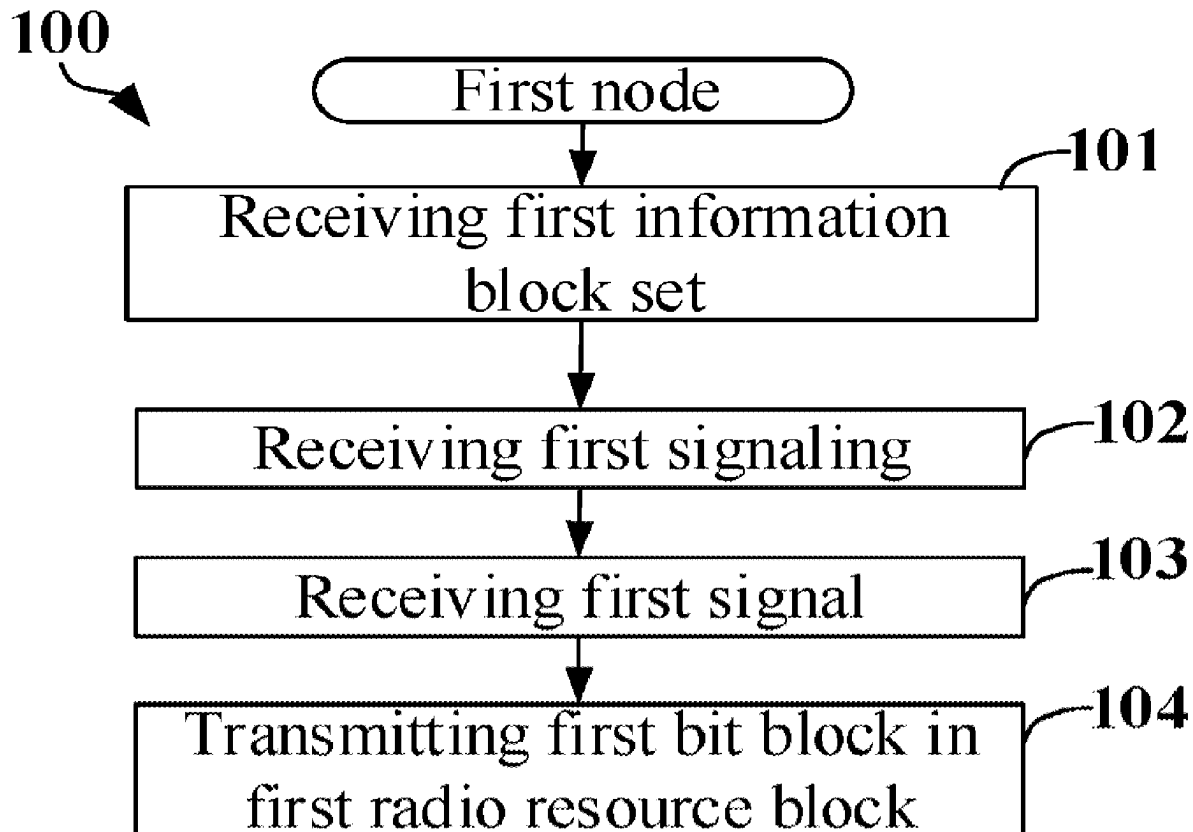 100
First node
101
Receiving first information
block set
102
Receiving first signaling
103
Receiving first signal
104
Transmitting first bit block in
first radio resource block